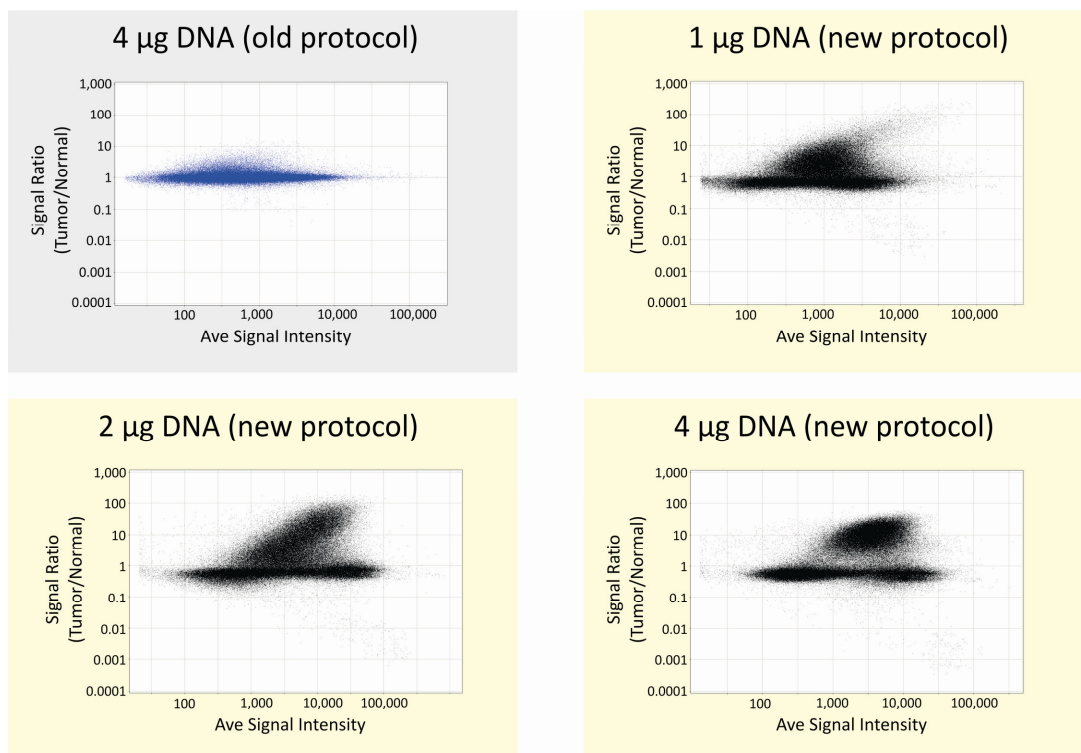 4 µg DNA (old protocol)
1,000
100
10
1
0.1
0.01
0.001
0.0001
Signal Ratio
(Tumor/Normal)
100 1,000 10,000 100,000
Ave Signal Intensity
1 µg DNA (new protocol)
1,000
100
10
1
0.1
0.01
0.001
0.0001
Signal Ratio
(Tumor/Normal)
100 1,000 10,000 100,000
Ave Signal Intensity
2 µg DNA (new protocol)
1,000
100
10
1
0.1
0.01
0.001
0.0001
Signal Ratio
(Tumor/Normal)
100 1,000 10,000 100,000
Ave Signal Intensity
4 µg DNA (new protocol)
1,000
100
10
1
0.1
0.01
0.001
0.0001
Signal Ratio
(Tumor/Normal)
100 1,000 10,000 100,000
Ave Signal Intensity